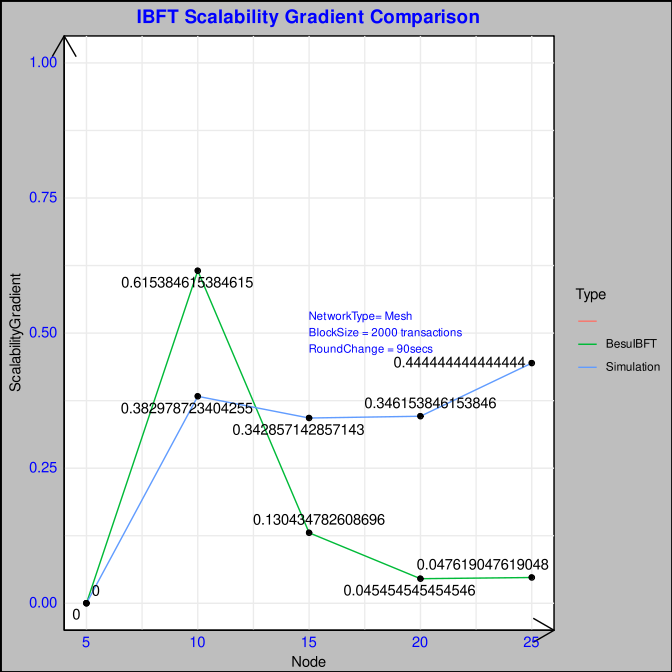 IBFT Scalability Gradient Comparison
ScalabilityGradient
1.00
0.75
0.50
0.25
0.00
0.615384615384615
NetworkType= Mesh
BlockSize = 2000 transactions
RoundChange = 90secs
0.444444444444444
0.382978723404255
0.346153846153846
0.342857142857143
0.130434782608696
0.047619047619048
0.045454545454546
0
0
5 10 15 20 25
Node
Type
BesuIBFT
Simulation